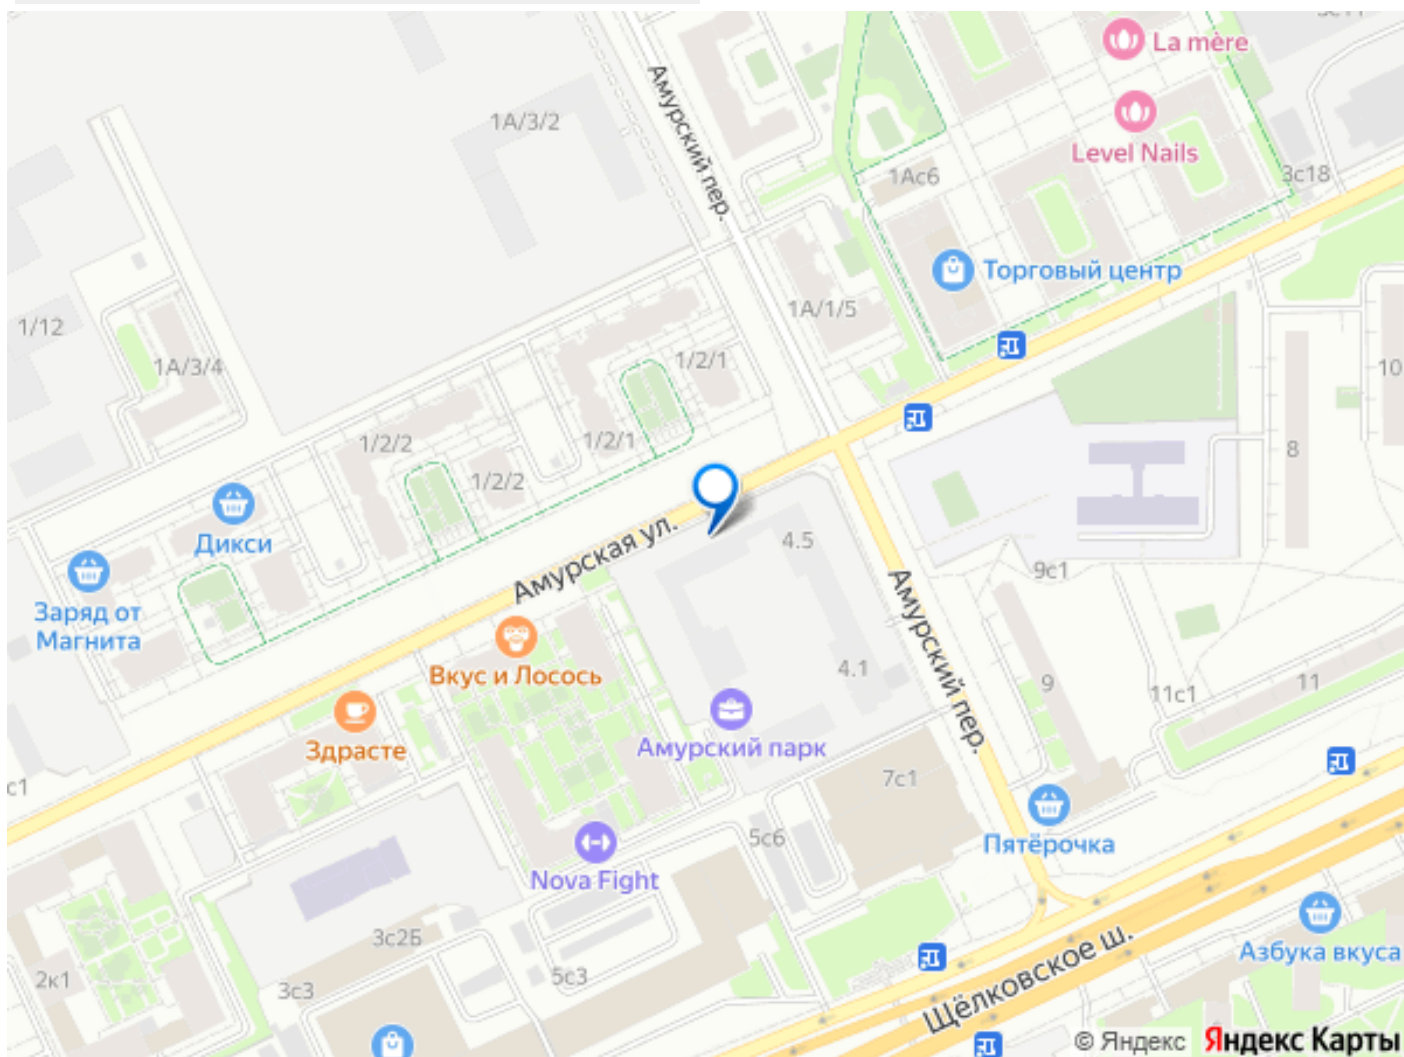 La mère
Амурский пер.
1А/3/2
Level Nails
1Ас6
3с18
Торговый центр
1А/1/5
1/12
1А/3/4
1/2/1
10
1/2/2
1/2/1
8
1/2/2
Дикси
Амурская ул.
4.5
9с1
Заряд от
Магнита
Амурский пер.
Вкус и Лосось
4.1
9
11с1
11
Здрасте
Амурский парк
7с1
с1
Пятёрочка
5с6
Nova Fight
3с2Б
Щёлковское ш.
Азбука вкуса
2к1
3с3
5с3
© Яндекс Яндекс Карты